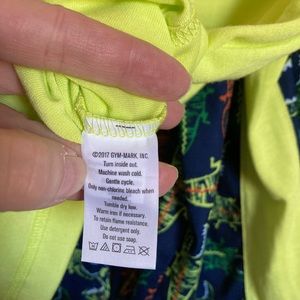 ©2017 GYM-MARK, INC.
Turn inside out.
Machine wash cold.
Gentle cycle.
Only non-chlorine bleach when
needed.
Tumble dry low.
Warm iron if necessary.
To retain flame resistance.
Use detergent only.
Do not use soap.